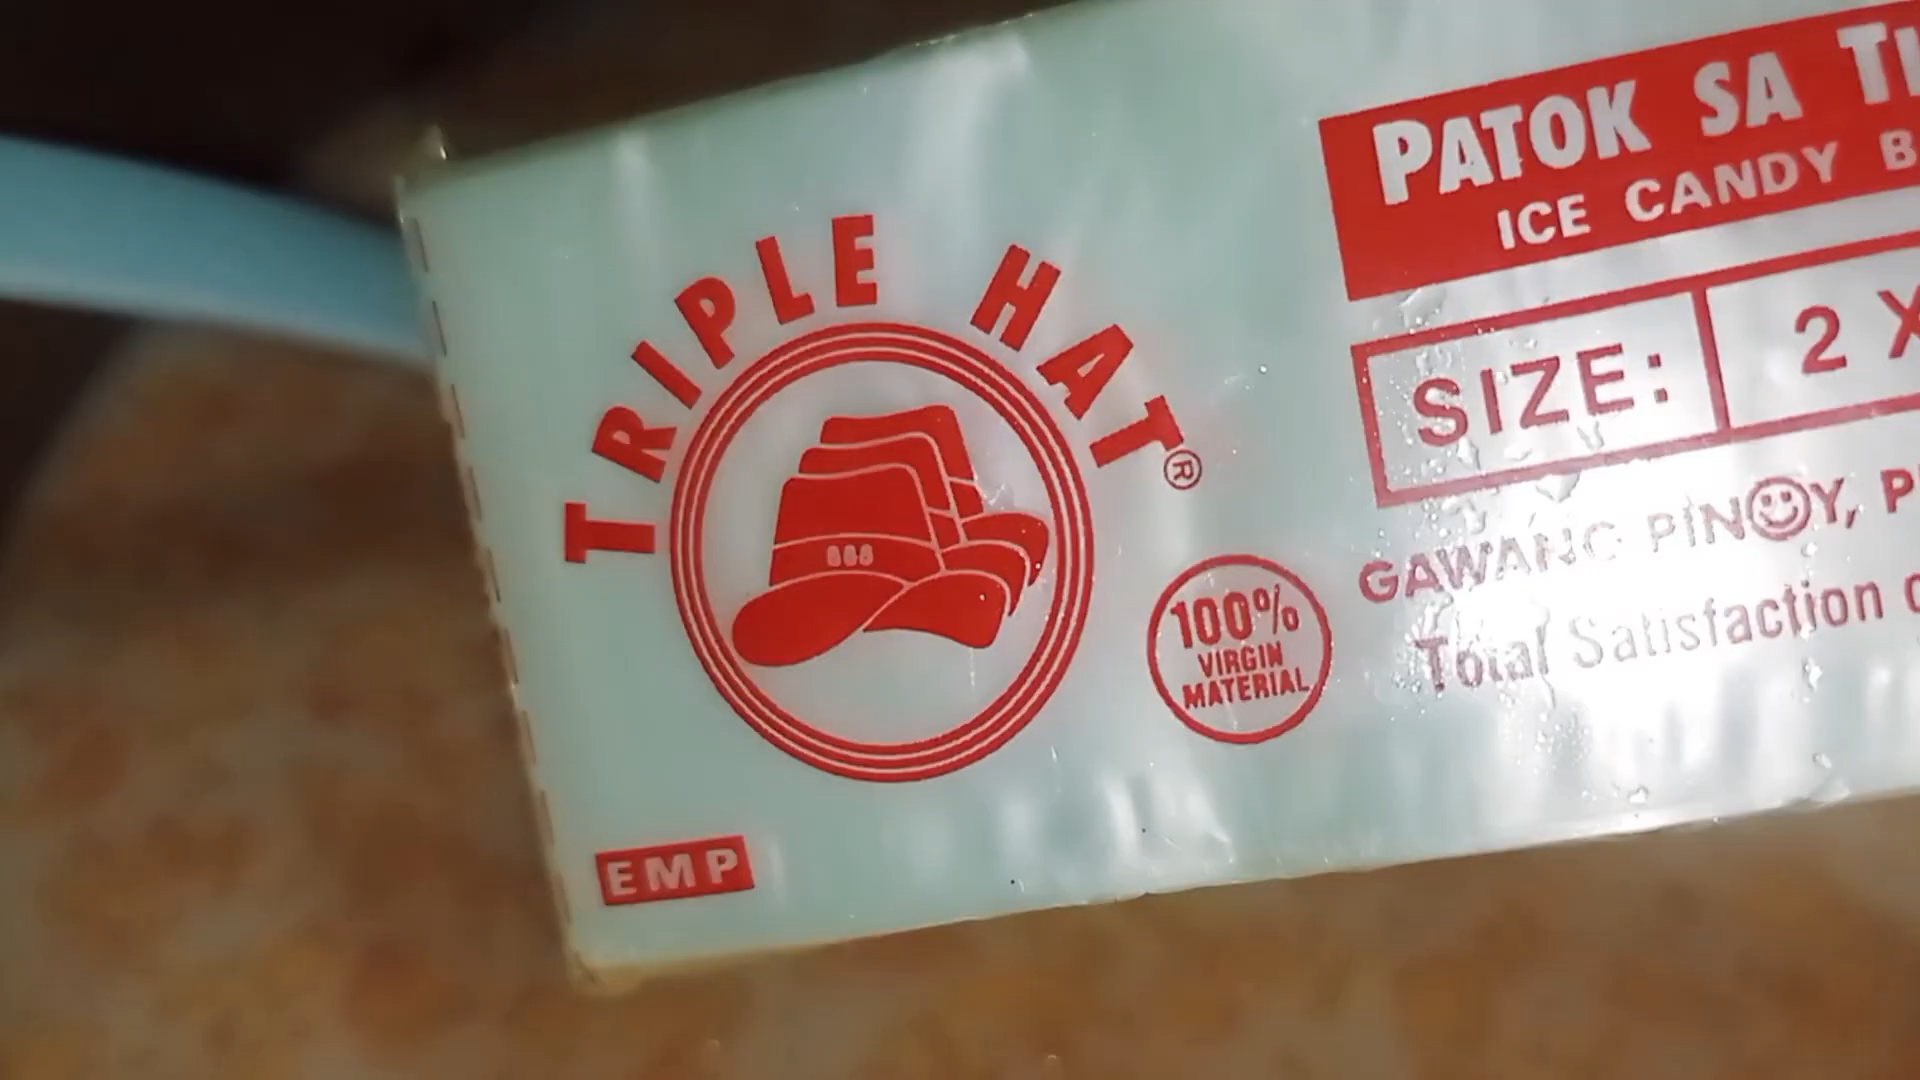 TRIPLE HAT®
PATOK SA
ICE CANDY
SIZE: 2 X
GAWANG PINOY,
Total Satisfaction
100%
VIRGIN
MATERIAL
EMP